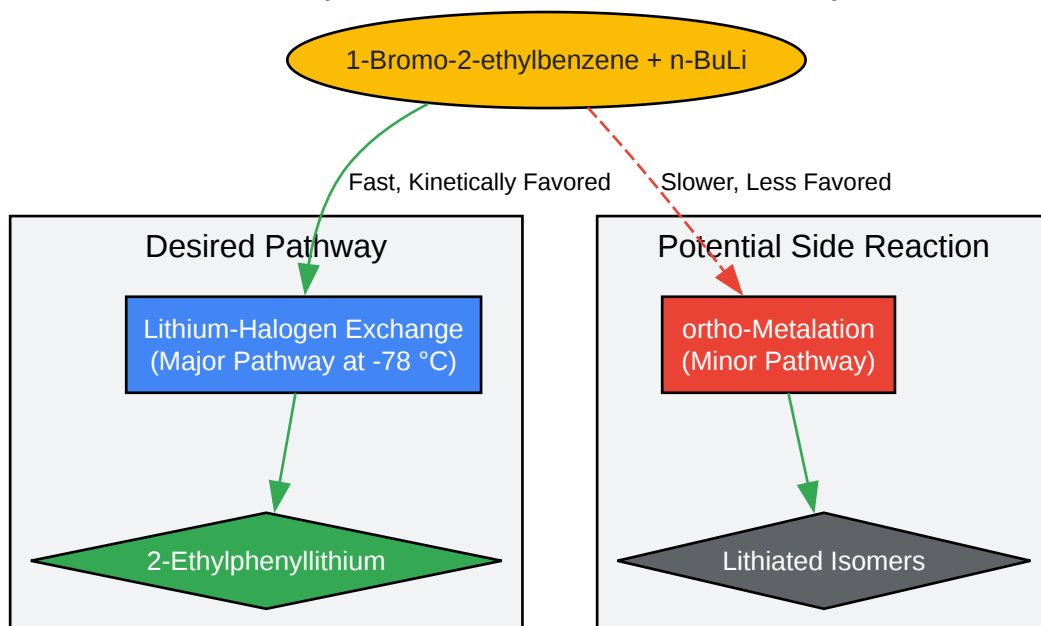 1-Bromo-2-ethylbenzene + n-BuLi
Fast, Kinetically Favored
Slower, Less Favored
Desired Pathway
Potential Side Reaction
Lithium-Halogen Exchange
(Major Pathway at -78 °C)
ortho-Metalation
(Minor Pathway)
2-Ethylphenyllithium
Lithiated Isomers